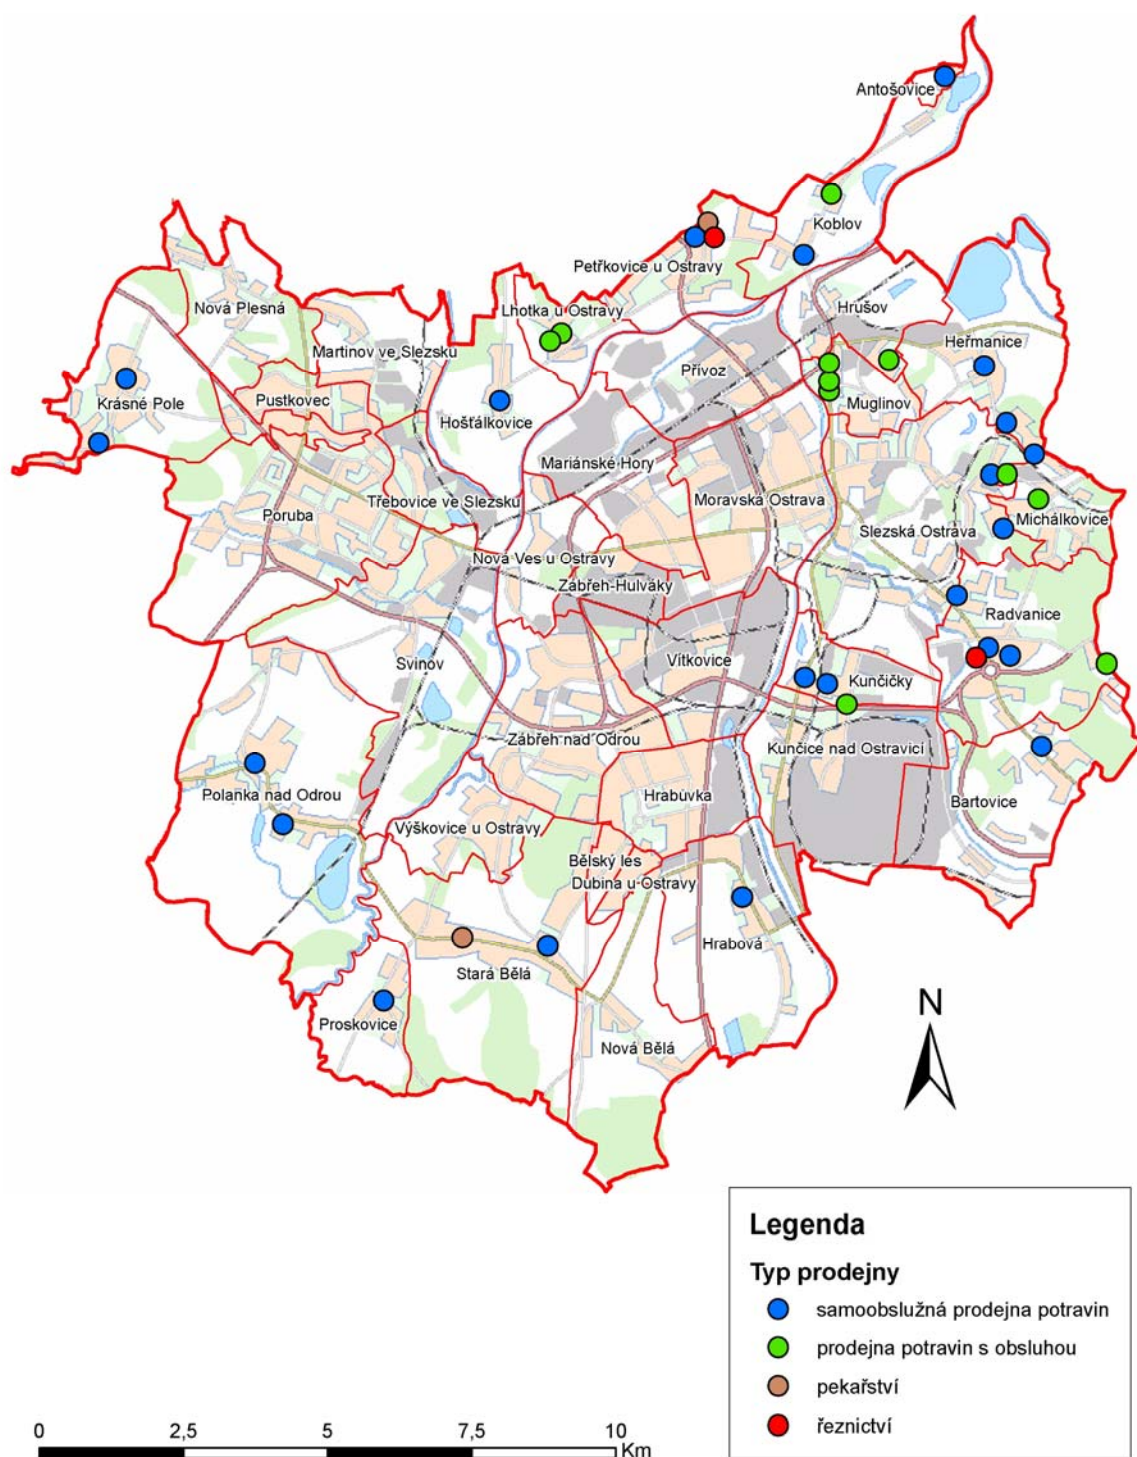 Antošovice
Koblov
Petřkovice u Ostravy
Nová Plesná
Lhotka u Ostravy
Hrušov
Martinov ve Slezsku
Heřmanice
Přívoz
Krásné Pole
Pustkovec
Muglinov
Hošťálkovice
Mariánské Hory
Třebovice ve Slezsku
Moravská Ostrava
Poruba
Michálkovice
Slezská Ostrava
Nová Ves u Ostravy
Zábřeh-Hulváky
Radvanice
Svinov
Vítkovice
Kunčičky
Zábřeh nad Odrou
Kunčice nad Ostravicí
Polanka nad Odrou
Hrabůvka
Bartovice
Výškovice u Ostravy
Bělský les
Dubina u Ostravy
Hrabová
Stará Bělá
Proskovice
Nová Bělá
N
Legenda
Typ prodejny
samoobslužná prodejna potravin
prodejna potravin s obsluhou
pekařství
řeznictví
0 2,5 5 7,5 10
Km